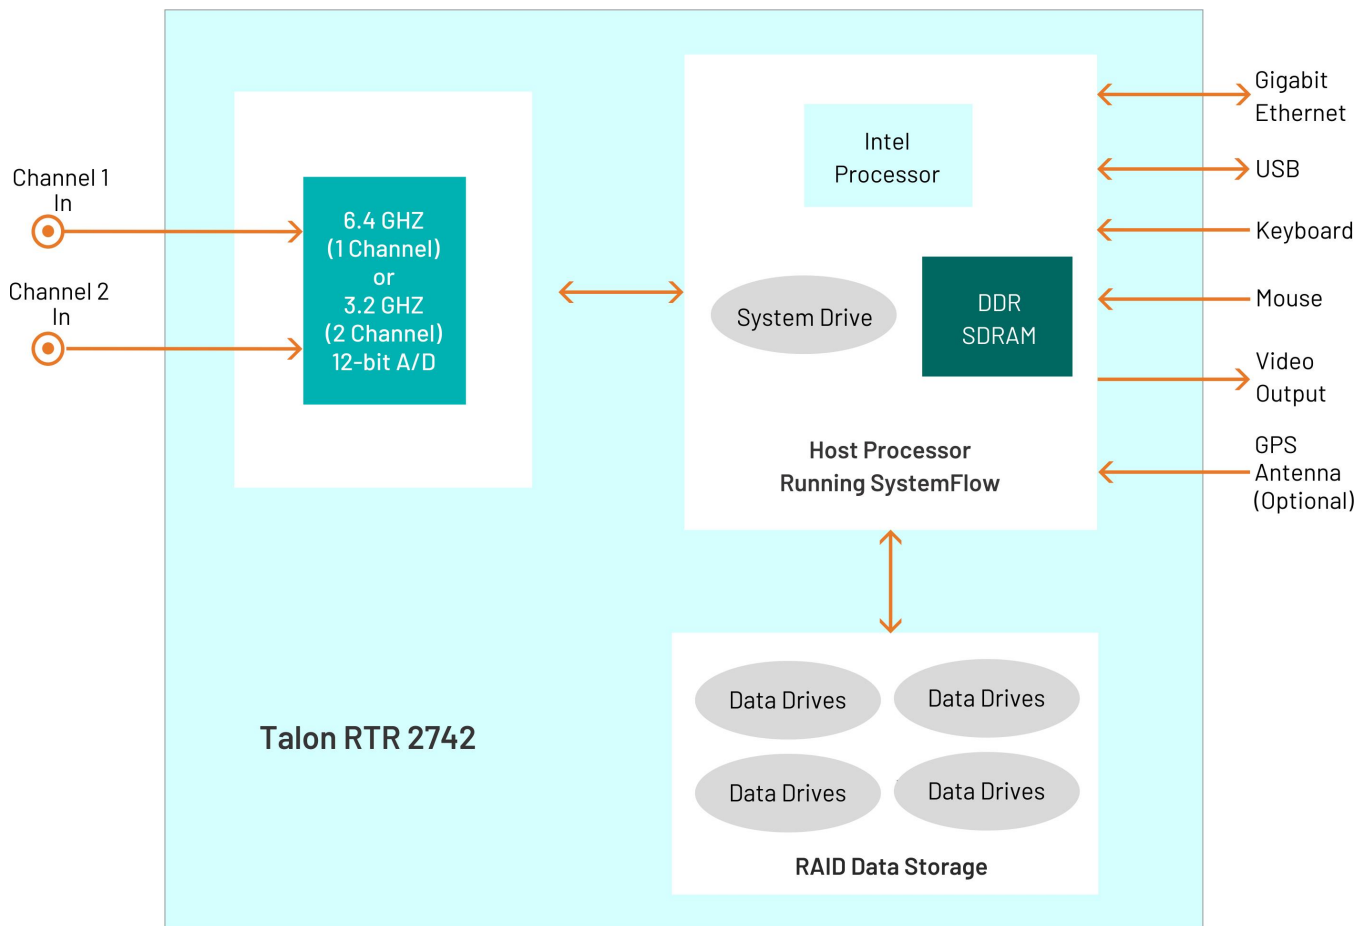 Channel 1
In
Channel 2
In
6.4 GHZ
(1 Channel)
or
3.2 GHZ
(2 Channel)
12-bit A/D
Intel
Processor
System Drive
DDR
SDRAM
Host Processor
Running SystemFlow
Gigabit
Ethernet
USB
Keyboard
Mouse
Video
Output
GPS
Antenna
(Optional)
Talon RTR 2742
Data Drives
Data Drives
Data Drives
Data Drives
RAID Data Storage